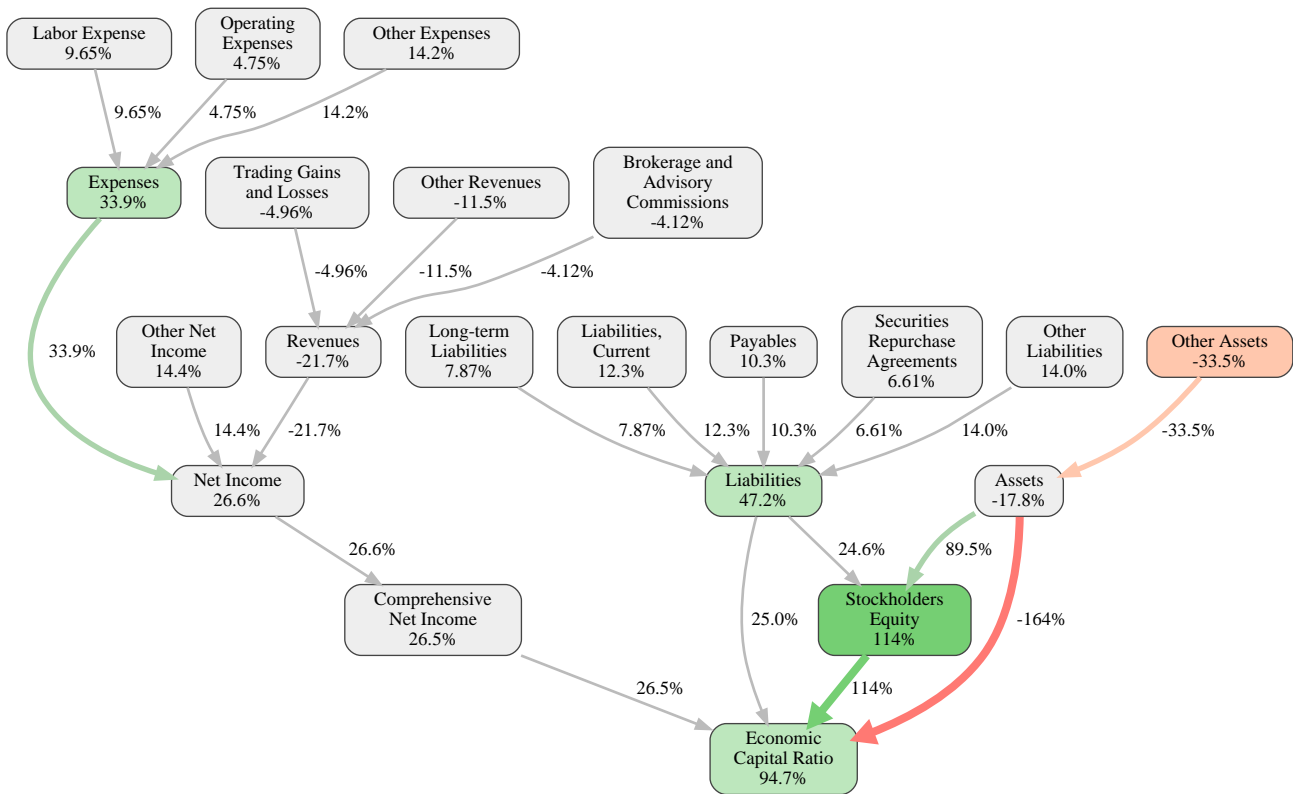 Labor Expense
9.65%
Operating
Expenses
4.75%
Other Expenses
14.2%
9.65%
4.75%
14.2%
Expenses
33.9%
Trading Gains
and Losses
-4.96%
Other Revenues
-11.5%
Brokerage and
Advisory
Commissions
-4.12%
-4.96%
-11.5%
-4.12%
33.9%
Other Net
Income
14.4%
Revenues
-21.7%
Long-term
Liabilities
7.87%
Liabilities,
Current
12.3%
Payables
10.3%
Securities
Repurchase
Agreements
6.61%
Other
Liabilities
14.0%
Other Assets
-33.5%
14.4%
-21.7%
7.87%
12.3%
10.3%
6.61%
14.0%
-33.5%
Net Income
26.6%
Liabilities
47.2%
Assets
-17.8%
26.6%
24.6%
89.5%
Comprehensive
Net Income
26.5%
25.0%
Stockholders
Equity
114%
-164%
26.5%
114%
Economic
Capital Ratio
94.7%